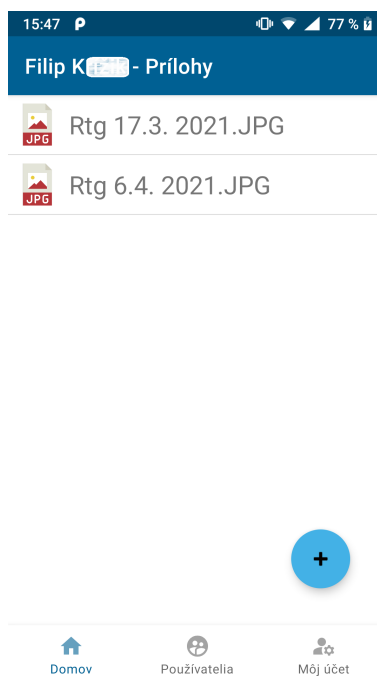 15:47 77 %
Filip - Prílohy
JPG Rtg 17.3. 2021.JPG
JPG Rtg 6.4. 2021.JPG
+
Domov Používatelia Môj účet